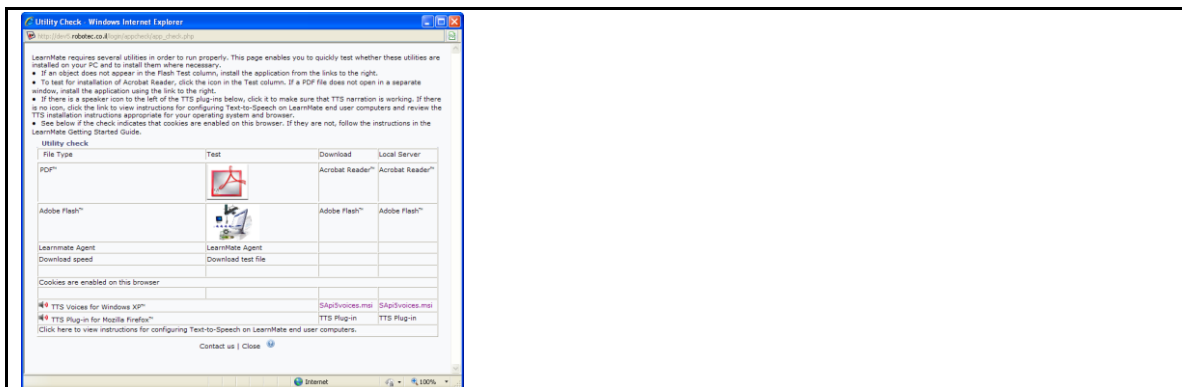 Utility Check - Windows Internet Explorer
robotec.co.il/login/appcheck/app_check.php
LearnMate requires several utilities in order to run properly. This page enables you to quickly test whether these utilities are
installed on your PC and to install them where necessary.
● If an object does not appear in the Flash Test column, install the application from the links to the right.
● To test for installation of Acrobat Reader, click the icon in the Test column. If a PDF file does not open in a separate
window, install the application using the link to the right.
● If there is a speaker icon to the left of the TTS plug-ins below, click it to make sure that TTS narration is working. If there
is no icon, click the link to view instructions for configuring Text-to-Speech on LearnMate end user computers and review the
TTS installation instructions appropriate for your operating system and browser.
● See below if the check indicates that cookies are enabled on this browser. If they are not, follow the instructions in the
LearnMate Getting Started Guide.
Utility check
File Type Test Download Local Server
PDF™ Acrobat Reader™ Acrobat Reader™
Adobe Flash™ Adobe Flash™ Adobe Flash™
Learnmate Agent LearnMate Agent
Download speed Download test file
Cookies are enabled on this browser
TTS Voices for Windows XP™ SApi5voices.msi SApi5voices.msi
TTS Plug-in for Mozilla Firefox™ TTS Plug-in TTS Plug-in
Click here to view instructions for configuring Text-to-Speech on LearnMate end user computers.
Contact us | Close
Internet 100%